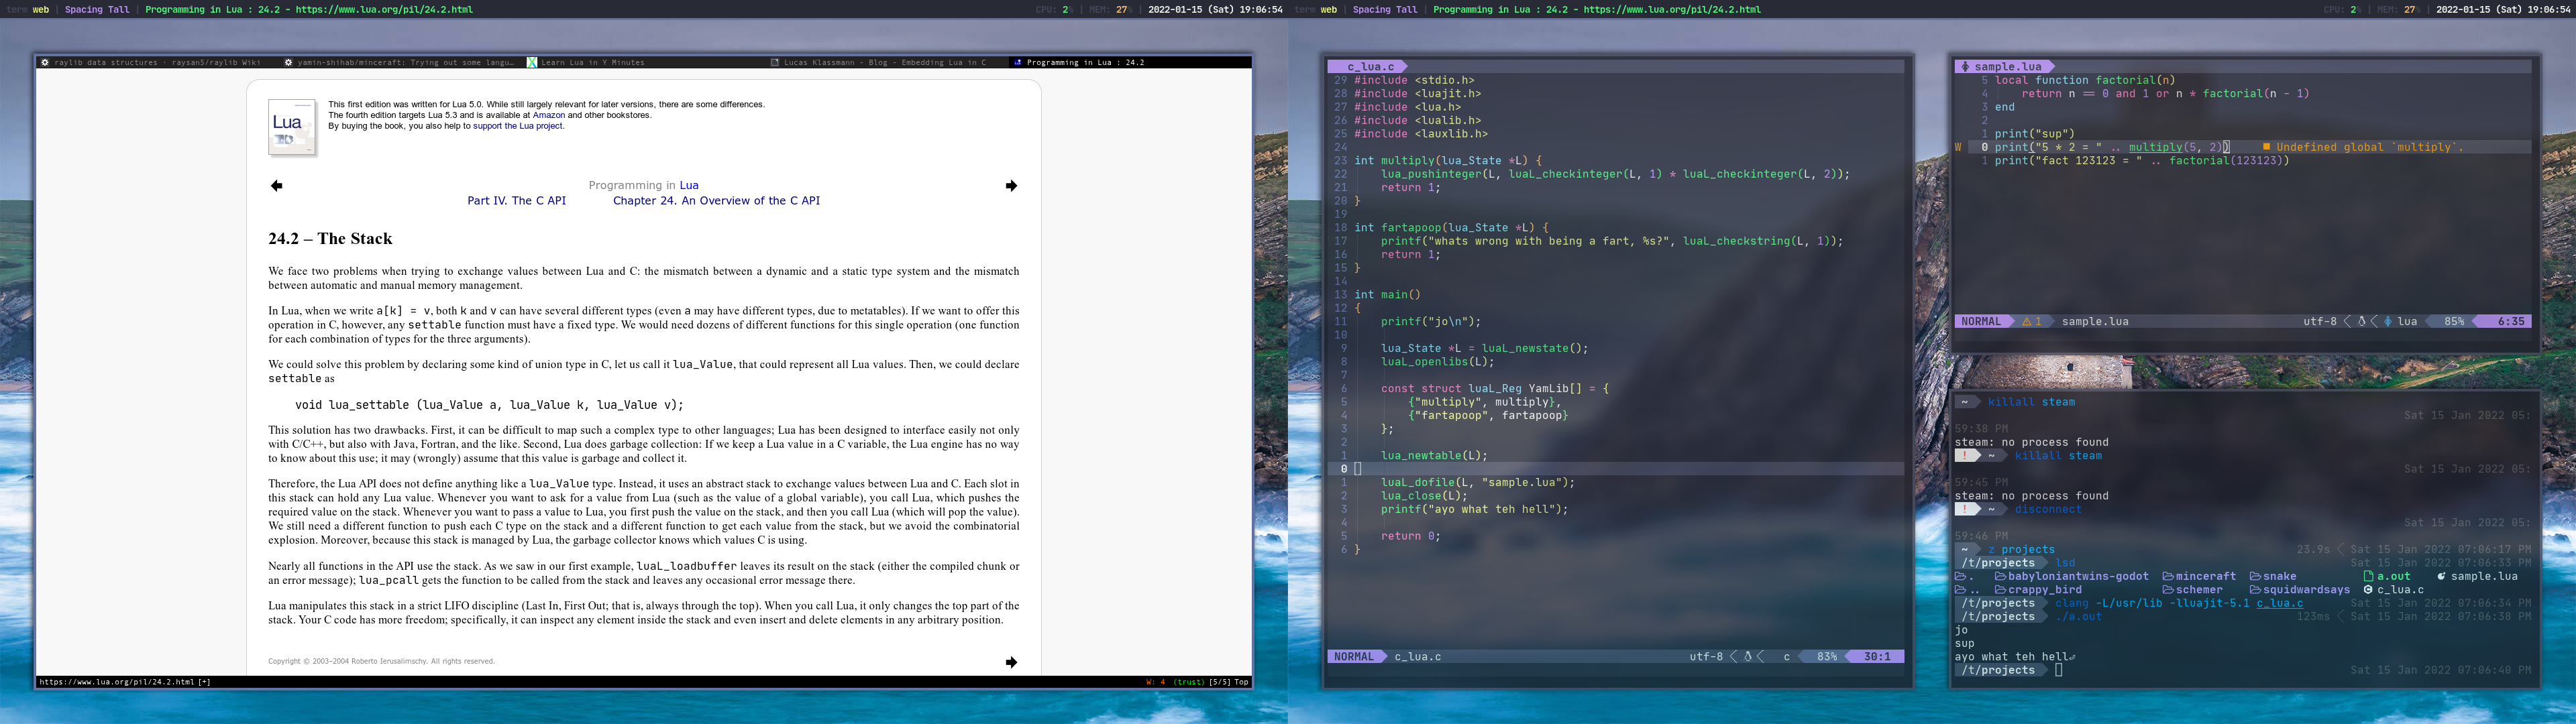 term web | Spacing Tall | Programming in Lua : 24.2 - https://www.lua.org/pil/24.2.html
CPU: 2% | MEM: 27% | 2022-01-15 (Sat) 19:06:54
term web | Spacing Tall | Programming in Lua : 24.2 - https://www.lua.org/pil/24.2.html
CPU: 2% | MEM: 27% | 2022-01-15 (Sat) 19:06:54
raylib data structures · raysan5/raylib Wiki
yamin-shihab/minceraft: Trying out some langu…
Learn Lua in Y Minutes
Lucas Klassmann - Blog - Embedding Lua in C
Programming in Lua : 24.2
This first edition was written for Lua 5.0. While still largely relevant for later versions, there are some differences.
The fourth edition targets Lua 5.3 and is available at Amazon and other bookstores.
By buying the book, you also help to support the Lua project.
Lua
Programming in Lua
Part IV. The C API Chapter 24. An Overview of the C API
24.2 – The Stack
We face two problems when trying to exchange values between Lua and C: the mismatch between a dynamic and a static type system and the mismatch
between automatic and manual memory management.
In Lua, when we write a[k] = v, both k and v can have several different types (even a may have different types, due to metatables). If we want to offer this
operation in C, however, any settable function must have a fixed type. We would need dozens of different functions for this single operation (one function
for each combination of types for the three arguments).
We could solve this problem by declaring some kind of union type in C, let us call it lua_Value, that could represent all Lua values. Then, we could declare
settable as
void lua_settable (lua_Value a, lua_Value k, lua_Value v);
This solution has two drawbacks. First, it can be difficult to map such a complex type to other languages; Lua has been designed to interface easily not only
with C/C++, but also with Java, Fortran, and the like. Second, Lua does garbage collection: If we keep a Lua value in a C variable, the Lua engine has no way
to know about this use; it may (wrongly) assume that this value is garbage and collect it.
Therefore, the Lua API does not define anything like a lua_Value type. Instead, it uses an abstract stack to exchange values between Lua and C. Each slot in
this stack can hold any Lua value. Whenever you want to ask for a value from Lua (such as the value of a global variable), you call Lua, which pushes the
required value on the stack. Whenever you want to pass a value to Lua, you first push the value on the stack, and then you call Lua (which will pop the value).
We still need a different function to push each C type on the stack and a different function to get each value from the stack, but we avoid the combinatorial
explosion. Moreover, because this stack is managed by Lua, the garbage collector knows which values C is using.
Nearly all functions in the API use the stack. As we saw in our first example, luaL_loadbuffer leaves its result on the stack (either the compiled chunk or
an error message); lua_pcall gets the function to be called from the stack and leaves any occasional error message there.
Lua manipulates this stack in a strict LIFO discipline (Last In, First Out; that is, always through the top). When you call Lua, it only changes the top part of the
stack. Your C code has more freedom; specifically, it can inspect any element inside the stack and even insert and delete elements in any arbitrary position.
Copyright © 2003–2004 Roberto Ierusalimschy. All rights reserved.
https://www.lua.org/pil/24.2.html [+]
W: 4 (trust) [5/5] Top
c_lua.c
29 #include <stdio.h>
28 #include <luajit.h>
27 #include <lua.h>
26 #include <lualib.h>
25 #include <lauxlib.h>
24
23 int multiply(lua_State *L) {
22 lua_pushinteger(L, luaL_checkinteger(L, 1) * luaL_checkinteger(L, 2));
21 return 1;
20 }
19
18 int fartapoop(lua_State *L) {
17 printf("whats wrong with being a fart, %s?", luaL_checkstring(L, 1));
16 return 1;
15 }
14
13 int main()
12 {
11 printf("jo\n");
10
9 lua_State *L = luaL_newstate();
8 luaL_openlibs(L);
7
6 const struct luaL_Reg YamLib[] = {
5 {"multiply", multiply},
4 {"fartapoop", fartapoop}
3 };
2
1 lua_newtable(L);
0
1 luaL_dofile(L, "sample.lua");
2 lua_close(L);
3 printf("ayo what teh hell");
4
5 return 0;
6 }
NORMAL c_lua.c utf-8 c 83% 30:1
sample.lua
5 local function factorial(n)
4 return n == 0 and 1 or n * factorial(n - 1)
3 end
2
1 print("sup")
W 0 print("5 * 2 = " .. multiply(5, 2)) ■ Undefined global `multiply`.
1 print("fact 123123 = " .. factorial(123123))
NORMAL 1 sample.lua utf-8 lua 85% 6:35
~ killall steam
Sat 15 Jan 2022 05:
59:38 PM
steam: no process found
! ~ killall steam
Sat 15 Jan 2022 05:
59:45 PM
steam: no process found
! ~ disconnect
Sat 15 Jan 2022 05:
59:46 PM
~ z projects 23.9s Sat 15 Jan 2022 07:06:17 PM
/t/projects lsd Sat 15 Jan 2022 07:06:33 PM
. babyloniantwins-godot minceraft snake a.out sample.lua
.. crappy_bird schemer squidwardsays c_lua.c
/t/projects clang -L/usr/lib -lluajit-5.1 c_lua.c Sat 15 Jan 2022 07:06:34 PM
/t/projects ./a.out 123ms Sat 15 Jan 2022 07:06:38 PM
jo
sup
ayo what teh hell⏎
/t/projects Sat 15 Jan 2022 07:06:40 PM